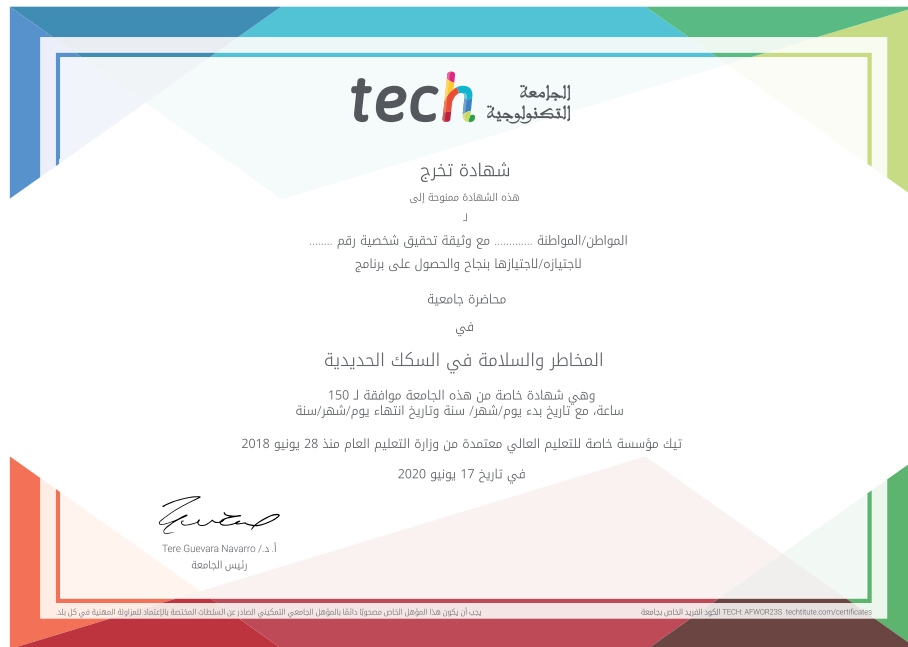 tech الجامعة
التكنولوجية
شهادة تخرج
هذه الشهادة ممنوحة إلى
لـ
المواطن/المواطنة ............. مع وثيقة تحقيق شخصية رقم ........
لاجتيازه/لاجتيازها بنجاح والحصول على برنامج
محاضرة جامعية
في
المخاطر والسلامة في السكك الحديدية
وهي شهادة خاصة من هذه الجامعة موافقة لـ 150
ساعة، مع تاريخ بدء يوم/شهر/ سنة وتاريخ انتهاء يوم/شهر/سنة
تيك مؤسسة خاصة للتعليم العالي معتمدة من وزارة التعليم العام منذ 28 يونيو 2018
في تاريخ 17 يونيو 2020
أ. د./ Tere Guevara Navarro
رئيس الجامعة
يجب أن يكون هذا المؤهل الخاص مصحوبًا دائمًا بالمؤهل الجامعي التمكيني الصادر عن السلطات المختصة بالإعتماد للمزاولة المهنية في كل بلد.
الكود الفريد الخاص بجامعة TECH: AFWOR23S techtitute.com/certificates